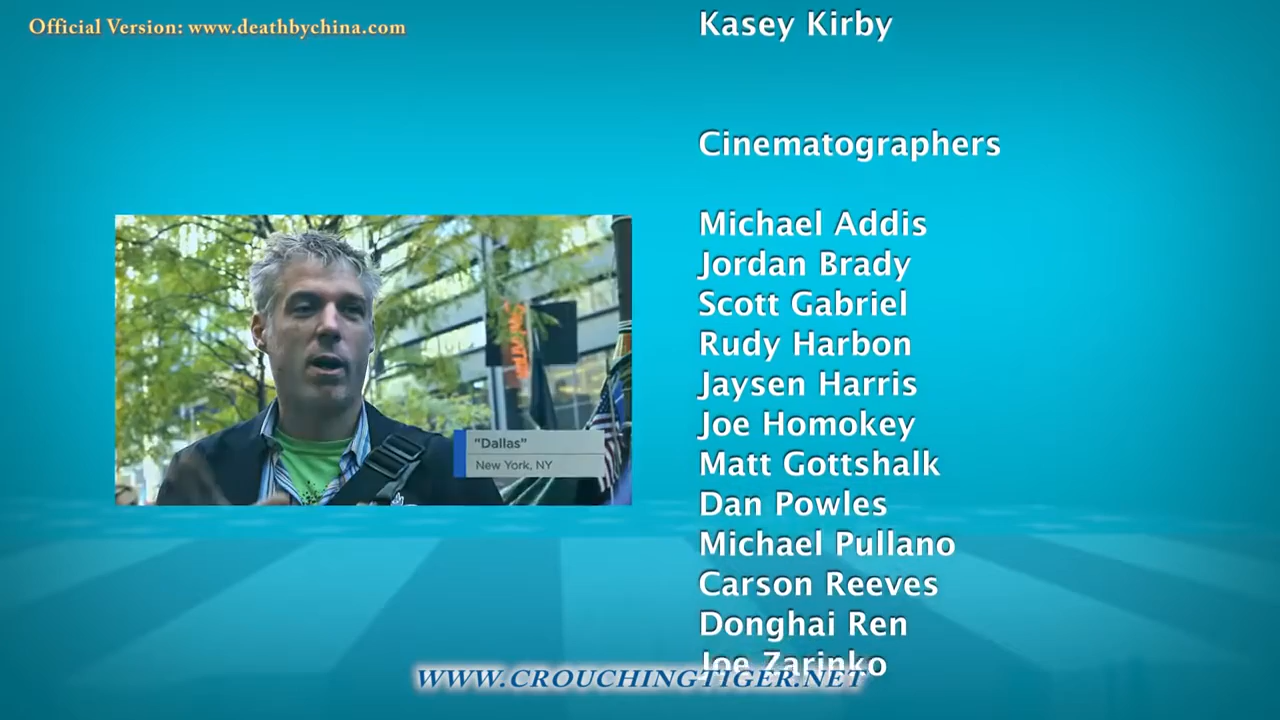 Official Version: www.deathbychina.com
Kasey Kirby
Cinematographers
Michael Addis
Jordan Brady
Scott Gabriel
Rudy Harbon
Jaysen Harris
Joe Homokey
Matt Gottshalk
Dan Powles
Michael Pullano
Carson Reeves
Donghai Ren
Joe Zarinko
"Dallas"
New York, NY
WWW.CROUCHINGTIGER.NET